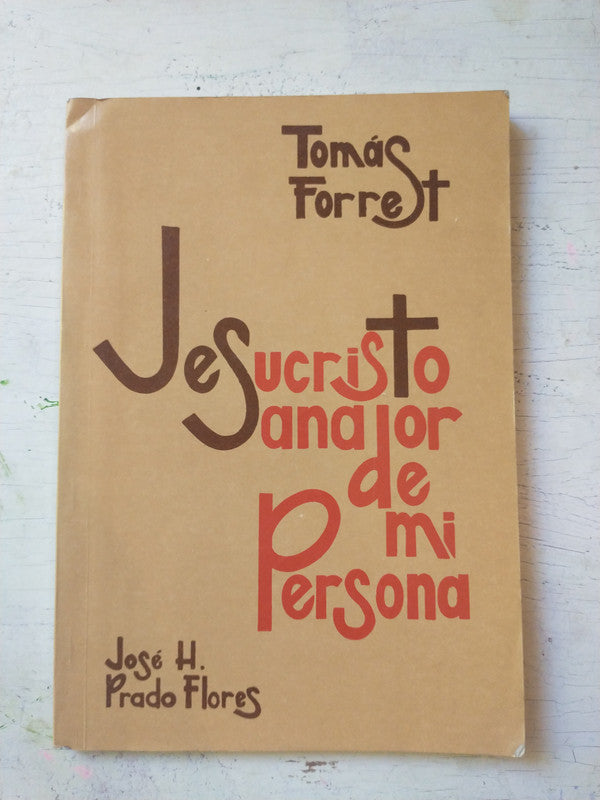 Tomás
Forrest
Jesucristo
Sanador
de
mi
Persona
José H.
Prado Flores